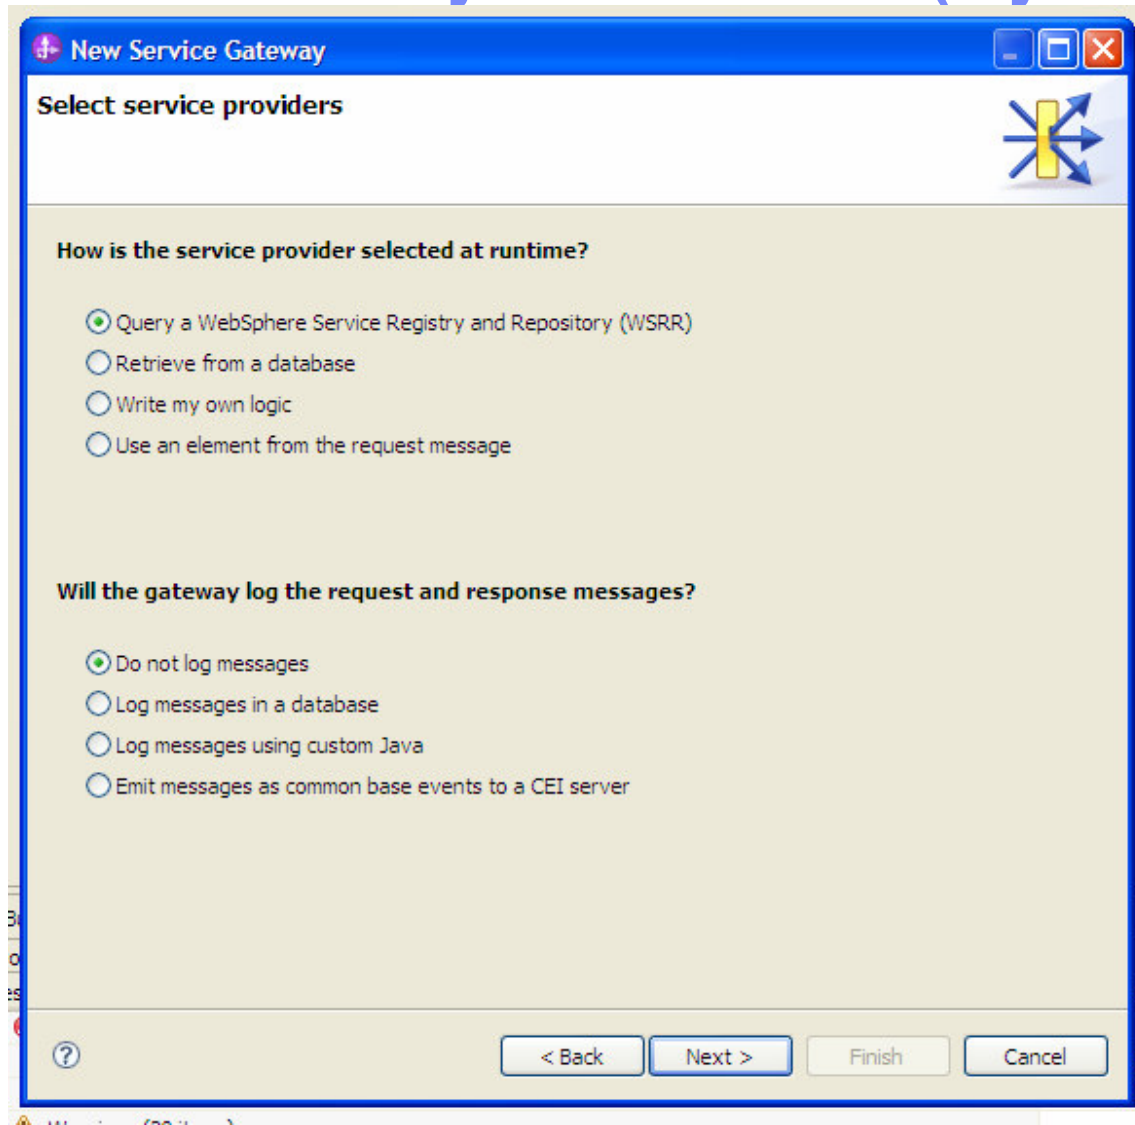 New Service Gateway
Select service providers
How is the service provider selected at runtime?
Query a WebSphere Service Registry and Repository (WSRR)
Retrieve from a database
Write my own logic
Use an element from the request message
Will the gateway log the request and response messages?
Do not log messages
Log messages in a database
Log messages using custom Java
Emit messages as common base events to a CEI server
< Back
Next >
Finish
Cancel